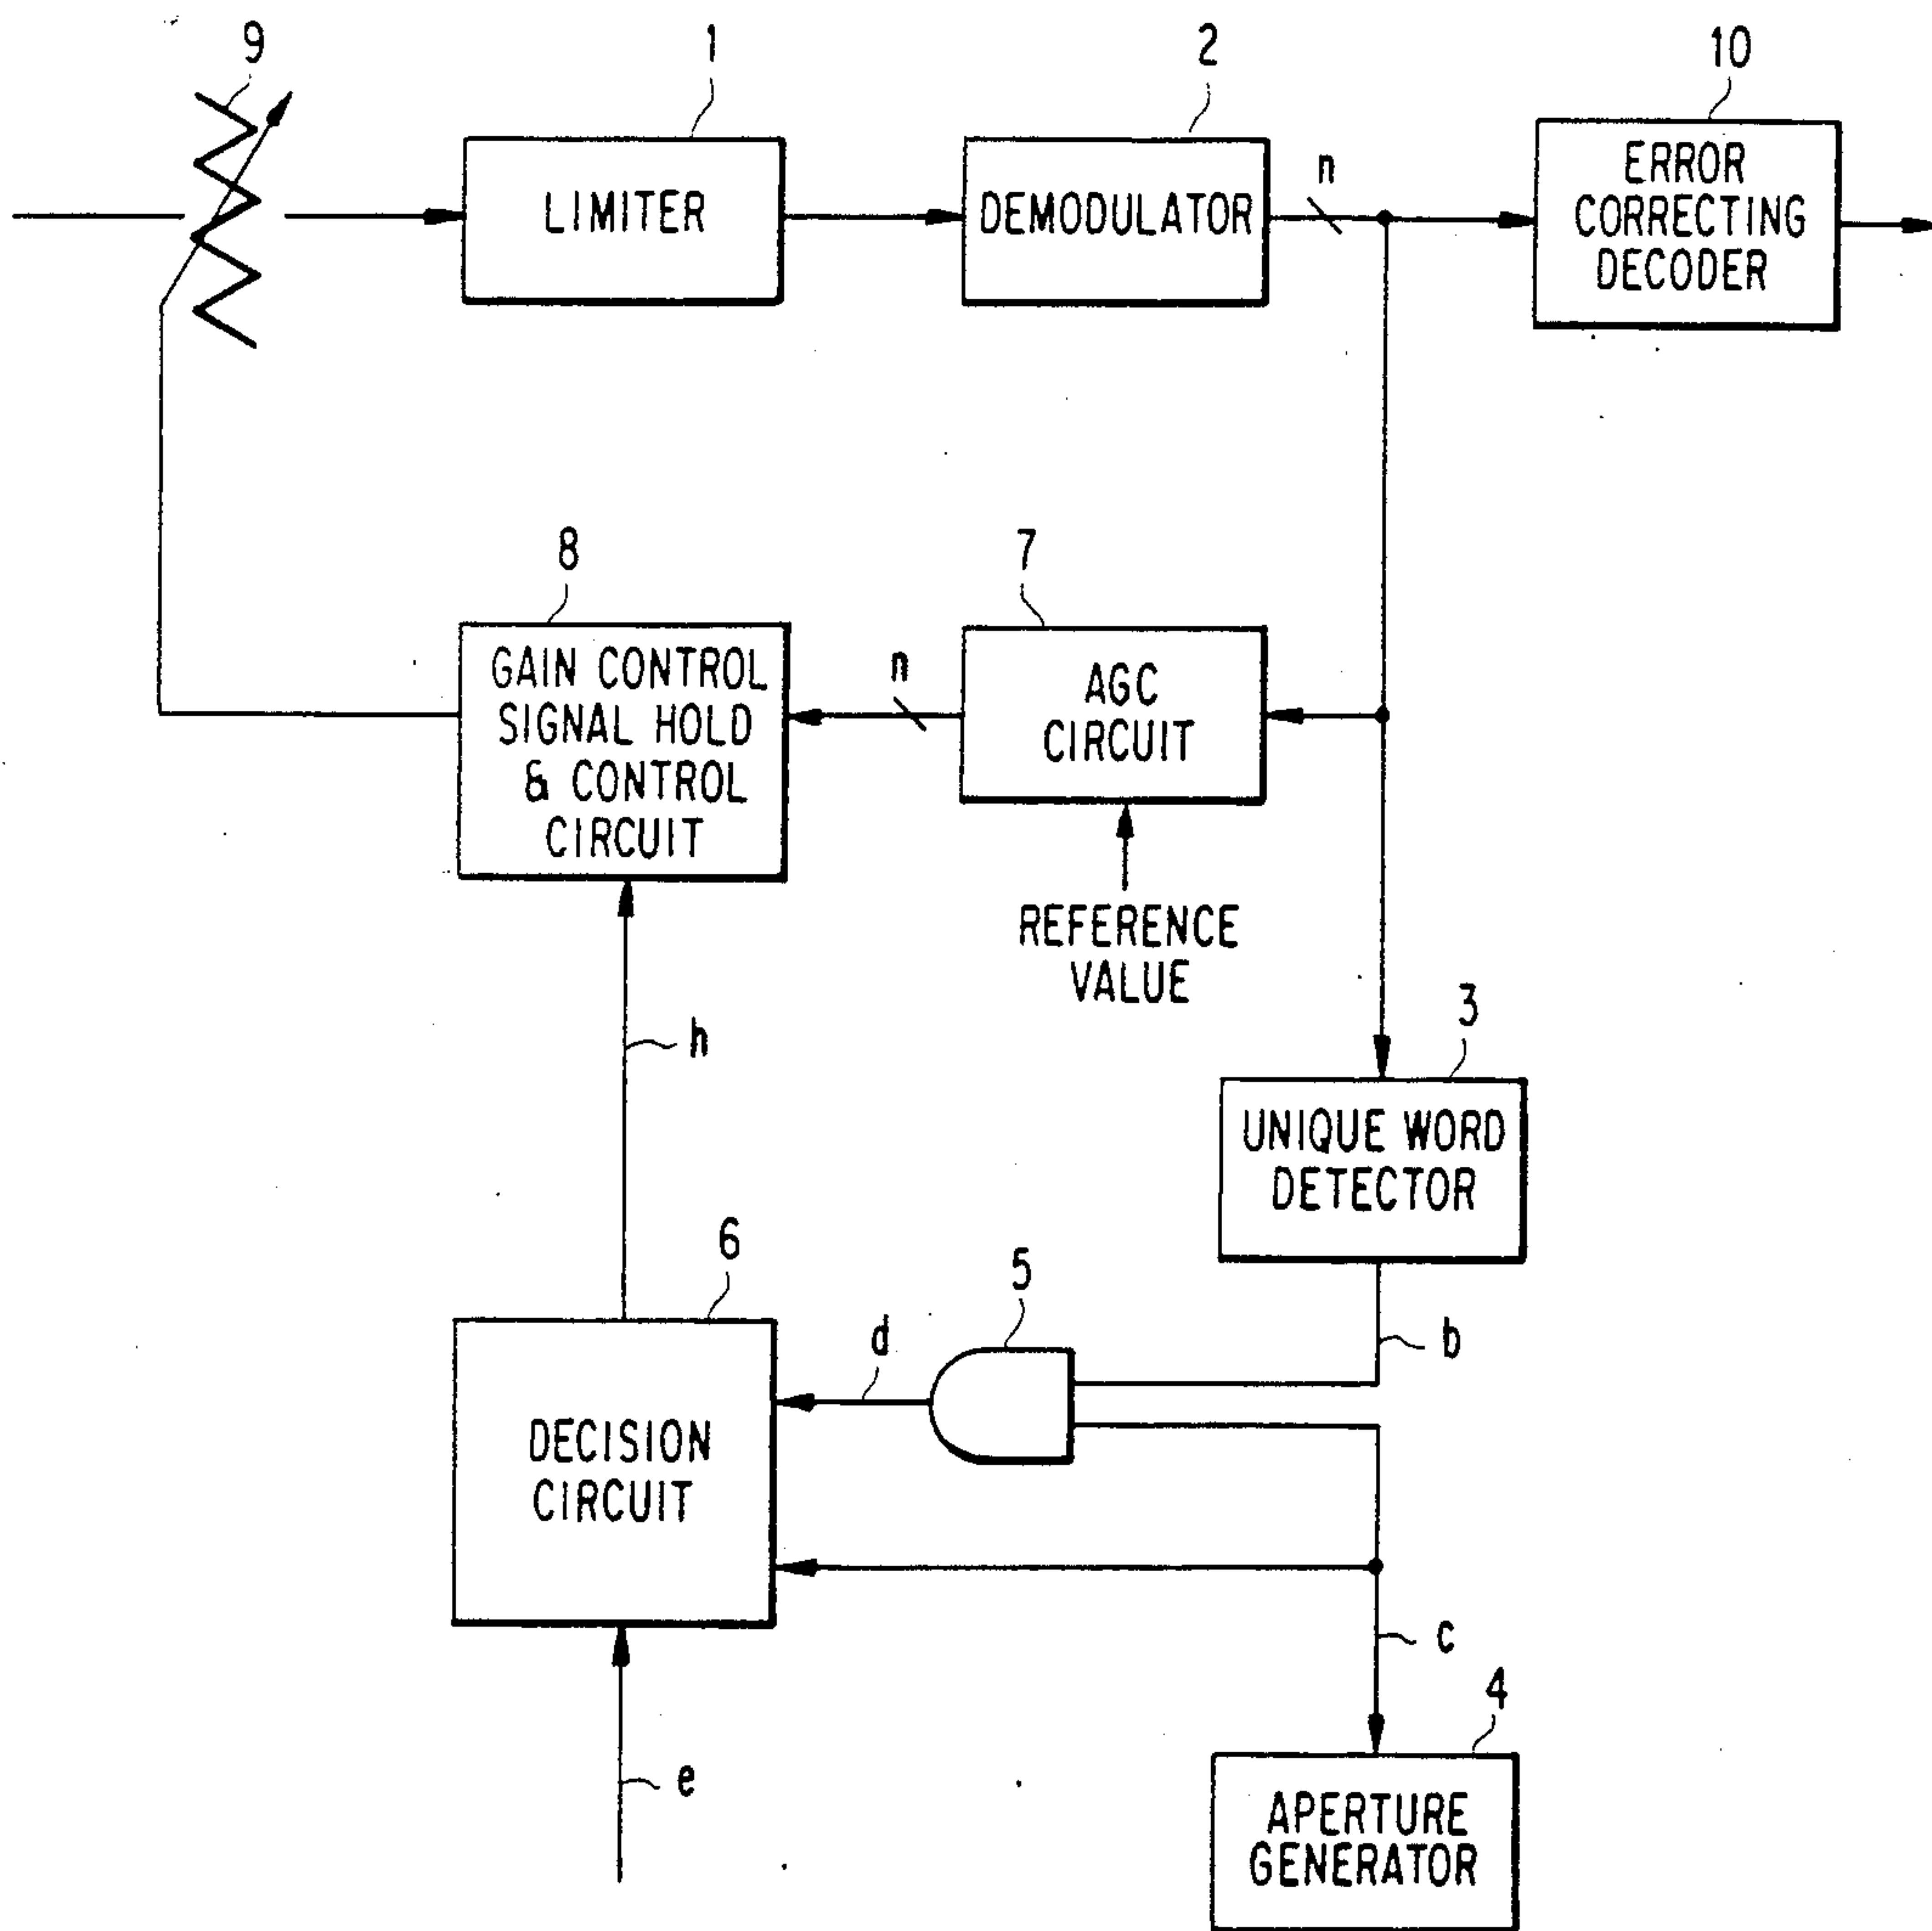 9
1
2
10
LIMITER
DEMODULATOR
n
ERROR
CORRECTING
DECODER
8
7
GAIN CONTROL
SIGNAL HOLD
& CONTROL
CIRCUIT
n
AGC
CIRCUIT
REFERENCE
VALUE
h
3
UNIQUE WORD
DETECTOR
6
5
d
b
DECISION
CIRCUIT
c
4
e
APERTURE
GENERATOR